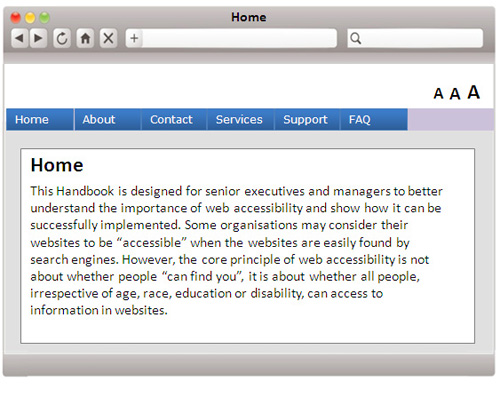 Home
A A A
Home About Contact Services Support FAQ
Home
This Handbook is designed for senior executives and managers to better
understand the importance of web accessibility and show how it can be
successfully implemented. Some organisations may consider their
websites to be “accessible” when the websites are easily found by
search engines. However, the core principle of web accessibility is not
about whether people “can find you”, it is about whether all people,
irrespective of age, race, education or disability, can access to
information in websites.